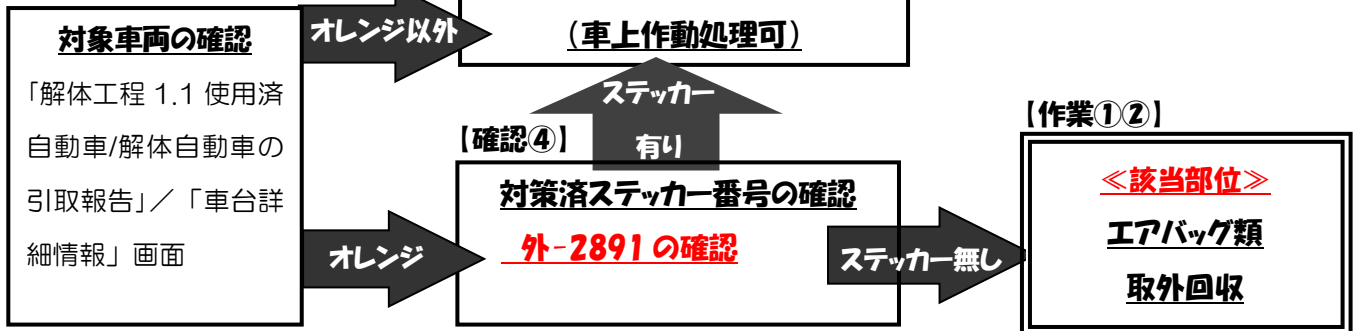 対象車両の確認
「解体工程 1.1 使用済
自動車/解体自動車の
引取報告」／「車台詳
細情報」画面
オレンジ以外
(車上作動処理可)
ステッカー
有り
オレンジ
【確認④】
対策済ステッカー番号の確認
外-2891の確認
ステッカー無し
【作業①②】
≪該当部位≫
エアバッグ類
取外回収